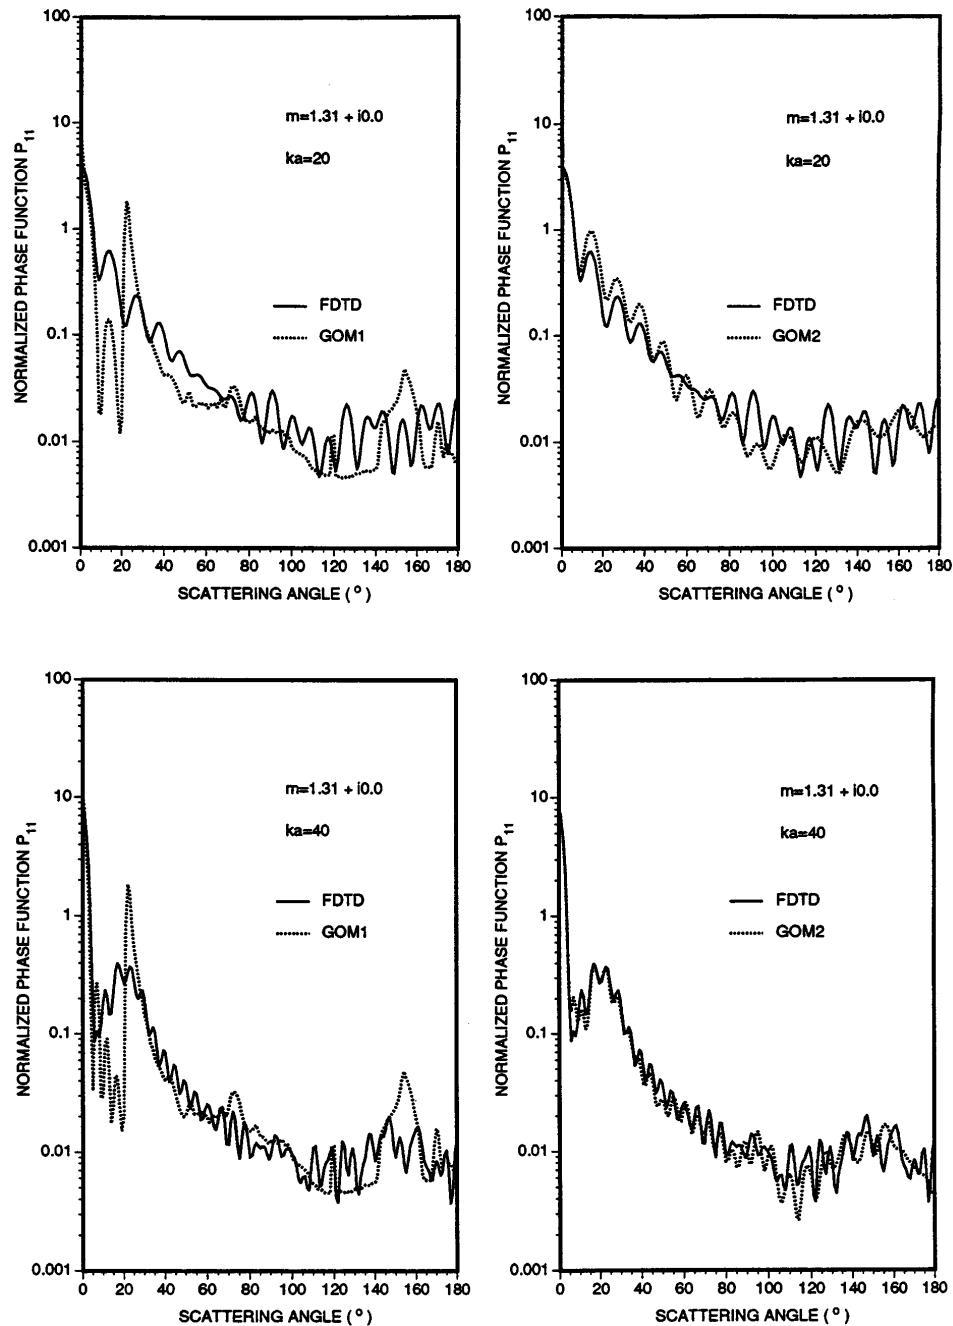 100
10
1
0.1
0.01
0.001
NORMALIZED PHASE FUNCTION P11
m=1.31 + i0.0
ka=20
FDTD
GOM1
0 20 40 60 80 100 120 140 160 180
SCATTERING ANGLE ( ° )
100
10
1
0.1
0.01
0.001
NORMALIZED PHASE FUNCTION P11
m=1.31 + i0.0
ka=20
FDTD
GOM2
0 20 40 60 80 100 120 140 160 180
SCATTERING ANGLE ( ° )
100
10
1
0.1
0.01
0.001
NORMALIZED PHASE FUNCTION P11
m=1.31 + i0.0
ka=40
FDTD
GOM1
0 20 40 60 80 100 120 140 160 180
SCATTERING ANGLE ( ° )
100
10
1
0.1
0.01
0.001
NORMALIZED PHASE FUNCTION P11
m=1.31 + i0.0
ka=40
FDTD
GOM2
0 20 40 60 80 100 120 140 160 180
SCATTERING ANGLE ( ° )